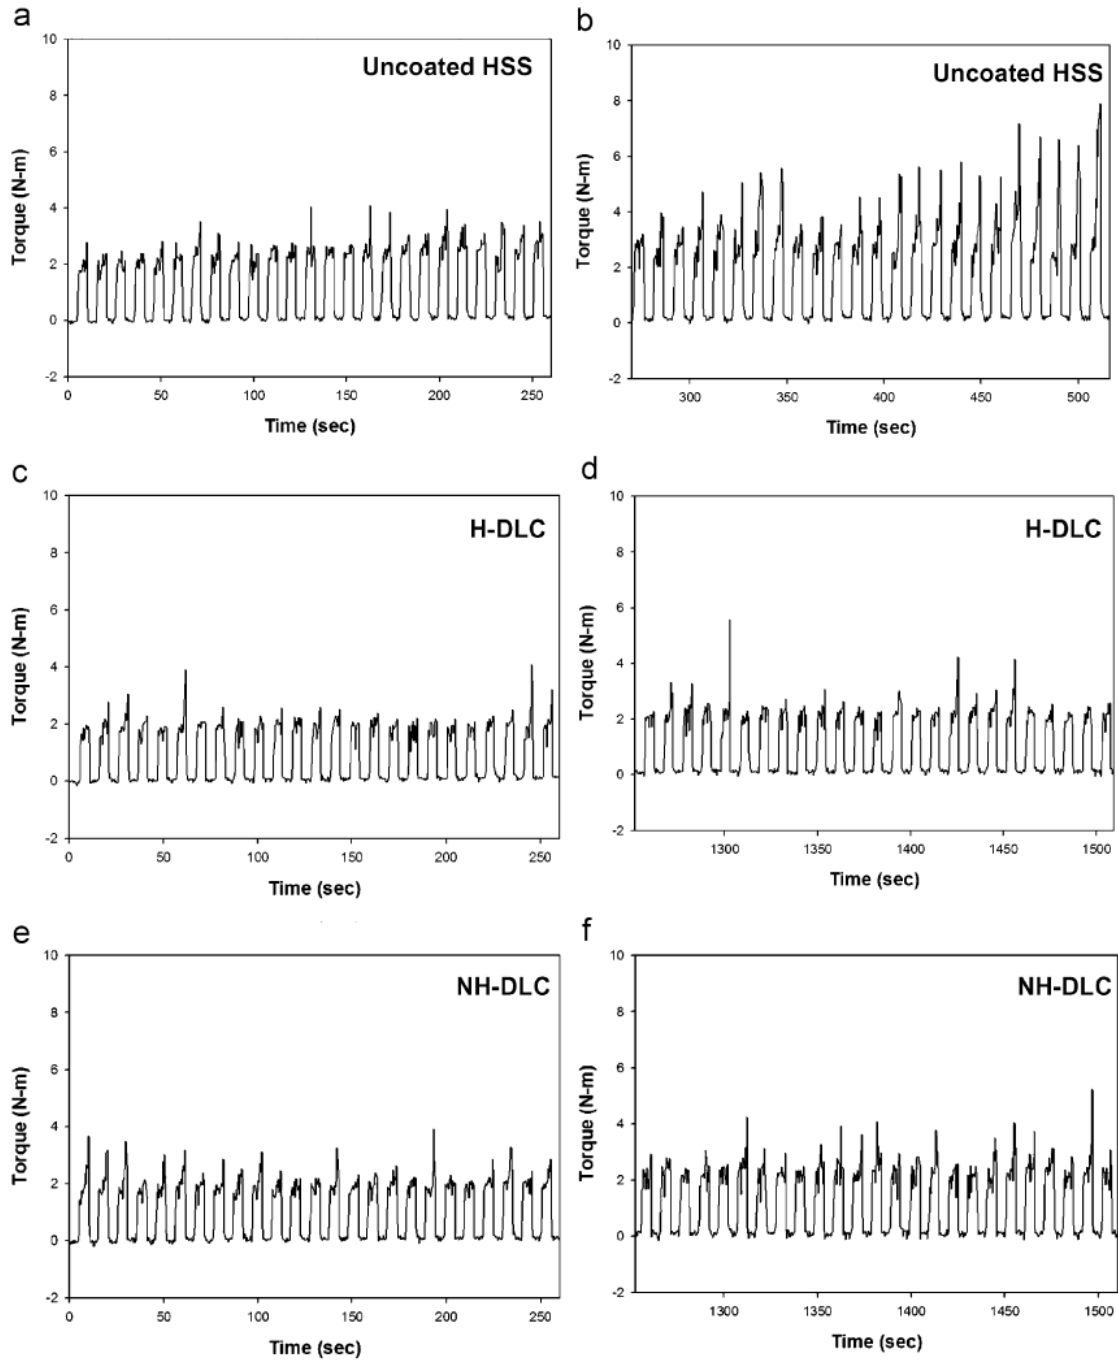 a
10
8
6
4
2
0
-2
Torque (N-m)
Uncoated HSS
0 50 100 150 200 250
Time (sec)
b
10
8
6
4
2
0
-2
Torque (N-m)
Uncoated HSS
300 350 400 450 500
Time (sec)
c
10
8
6
4
2
0
-2
Torque (N-m)
H-DLC
0 50 100 150 200 250
Time (sec)
d
10
8
6
4
2
0
-2
Torque (N-m)
H-DLC
1300 1350 1400 1450 1500
Time (sec)
e
10
8
6
4
2
0
-2
Torque (N-m)
NH-DLC
0 50 100 150 200 250
Time (sec)
f
10
8
6
4
2
0
-2
Torque (N-m)
NH-DLC
1300 1350 1400 1450 1500
Time (sec)